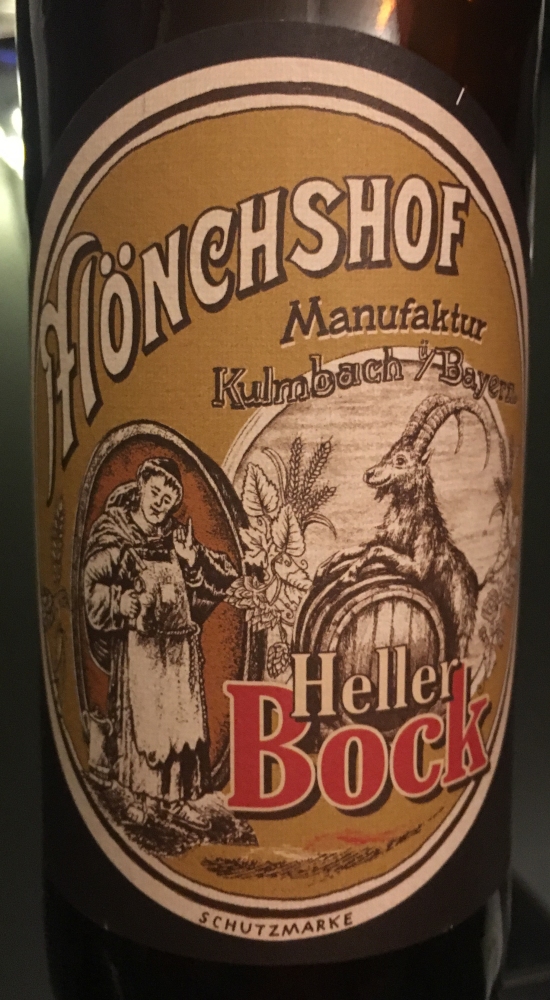 MÖNCHSHOF
Manufaktur
Kulmbach ü/Bayern
Heller
Bock
SCHUTZMARKE